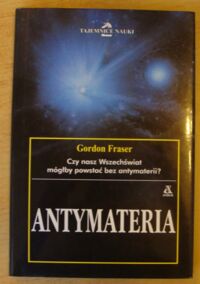 TAJEMNICE NAUKI
Gordon Fraser
Czy nasz Wszechświat
mógłby powstać bez antymaterii?
ANTYMATERIA